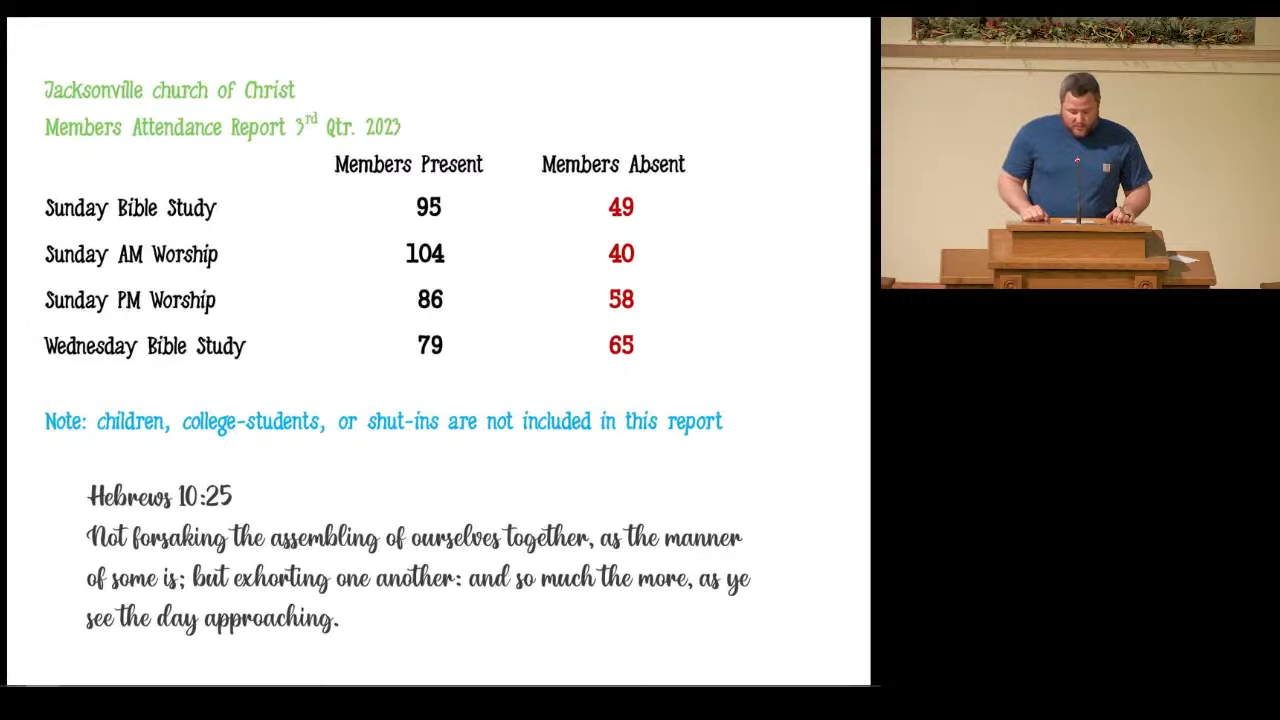 Jacksonville church of Christ
Members Attendance Report 3rd Qtr. 2023
Members Present Members Absent
Sunday Bible Study 95 49
Sunday AM Worship 104 40
Sunday PM Worship 86 58
Wednesday Bible Study 79 65
Note: children, college-students, or shut-ins are not included in this report
Hebrews 10:25
Not forsaking the assembling of ourselves together, as the manner
of some is; but exhorting one another: and so much the more, as ye
see the day approaching.